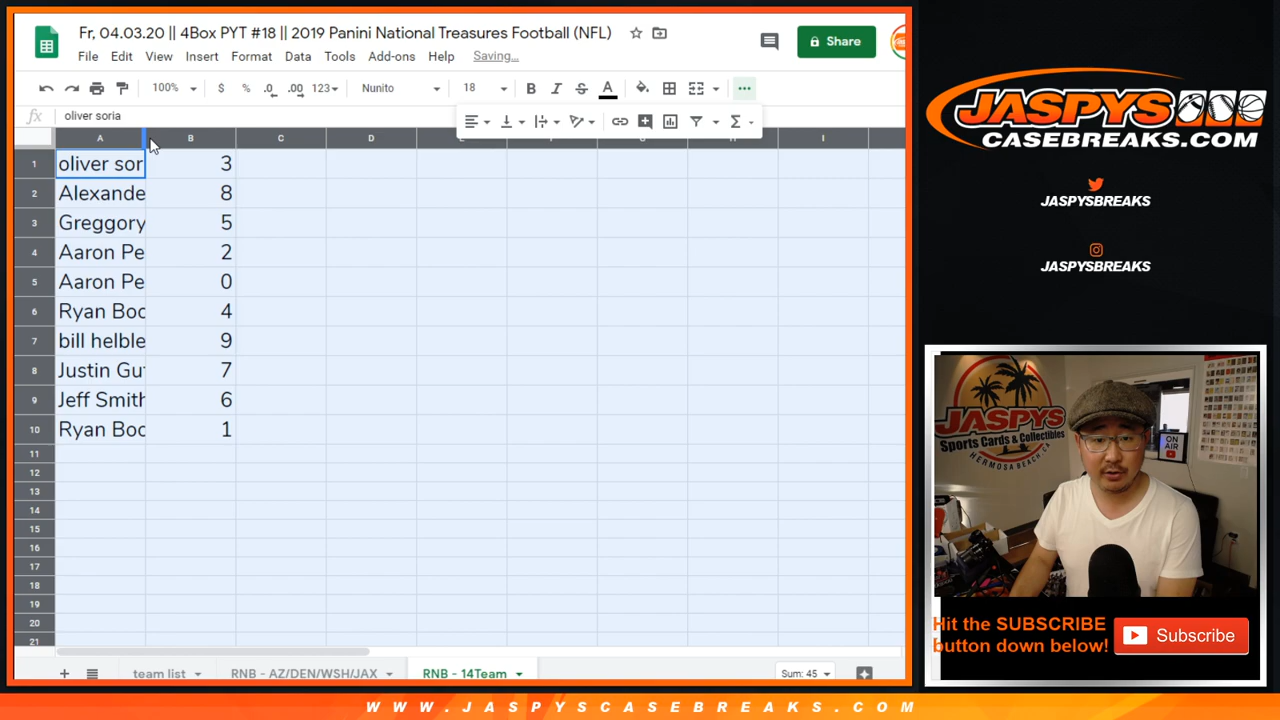 Fr, 04.03.20 || 4Box PYT #18 || 2019 Panini National Treasures Football (NFL)
File Edit View Insert Format Data Tools Add-ons Help Saving...
Share
100% $ % .0 .00 123 Nunito 18 B I S A
fx oliver soria
A B C D I
1 oliver sor 3
2 Alexande 8
3 Greggory 5
4 Aaron Pe 2
5 Aaron Pe 0
6 Ryan Boo 4
7 bill helble 9
8 Justin Gu 7
9 Jeff Smith 6
10 Ryan Boo 1
11
12
13
14
15
16
17
18
19
20
21
team list RNB - AZ/DEN/WSH/JAX RNB - 14Team Sum: 45
JASPYS
CASEBREAKS.COM
JASPYSBREAKS
JASPYSBREAKS
JASPYS
Sports Cards & Collectibles
HERMOSA BEACH, CA
ON AIR
Hit the SUBSCRIBE
button down below!
Subscribe
WWW.JASPYSCASEBREAKS.COM